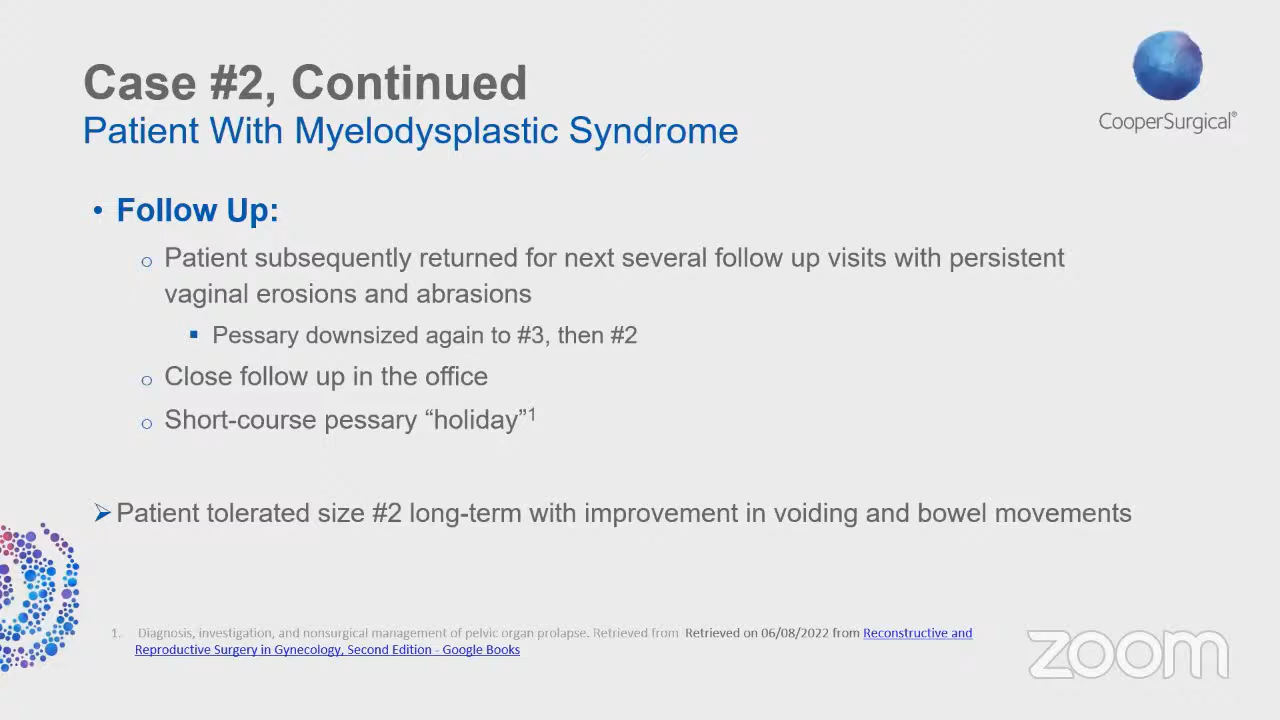 Case #2, Continued
Patient With Myelodysplastic Syndrome
CooperSurgical®
• Follow Up:
o Patient subsequently returned for next several follow up visits with persistent
vaginal erosions and abrasions
▪ Pessary downsized again to #3, then #2
o Close follow up in the office
o Short-course pessary “holiday”1
➢ Patient tolerated size #2 long-term with improvement in voiding and bowel movements
1. Diagnosis, investigation, and nonsurgical management of pelvic organ prolapse. Retrieved from Retrieved on 06/08/2022 from Reconstructive and
Reproductive Surgery in Gynecology, Second Edition - Google Books
zoom